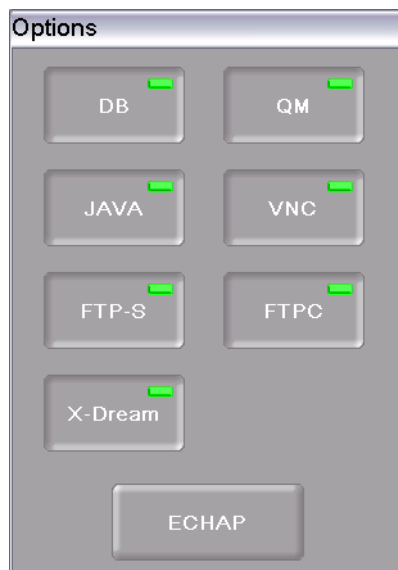 Options
DB QM
JAVA VNC
FTP-S FTPC
X-Dream
ECHAP